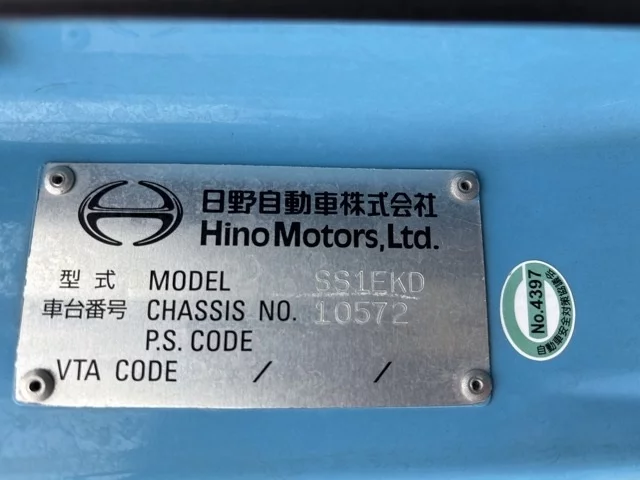 日野自動車株式会社
Hino Motors, Ltd.
型式 MODEL SS1EKD
車台番号 CHASSIS NO. 10572
P.S. CODE
VTA CODE / /
No.4397